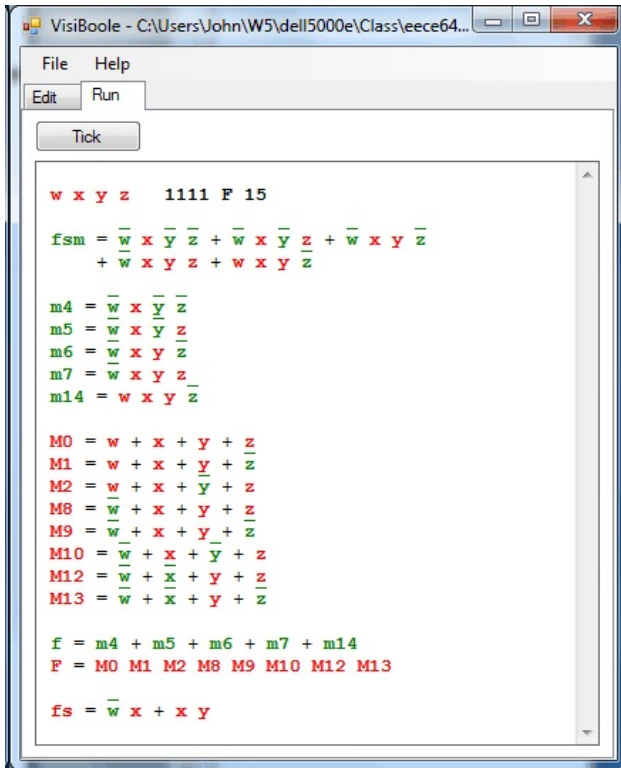 VisiBoole - C:\Users\John\W5\dell5000e\Class\eece64...
File Help
Edit Run
Tick
w x y z 1111 F 15
fsm = w̅ x y̅ z̅ + w̅ x y̅ z + w̅ x y z̅
+ w̅ x y z + w x y z̅
m4 = w̅ x y̅ z̅
m5 = w̅ x y̅ z
m6 = w̅ x y z̅
m7 = w̅ x y z
m14 = w x y z̅
M0 = w + x + y + z
M1 = w + x + y + z̅
M2 = w + x + y̅ + z
M8 = w̅ + x + y + z
M9 = w̅ + x + y + z̅
M10 = w̅ + x + y̅ + z
M12 = w̅ + x̅ + y + z
M13 = w̅ + x̅ + y + z̅
f = m4 + m5 + m6 + m7 + m14
F = M0 M1 M2 M8 M9 M10 M12 M13
fs = w̅ x + x y